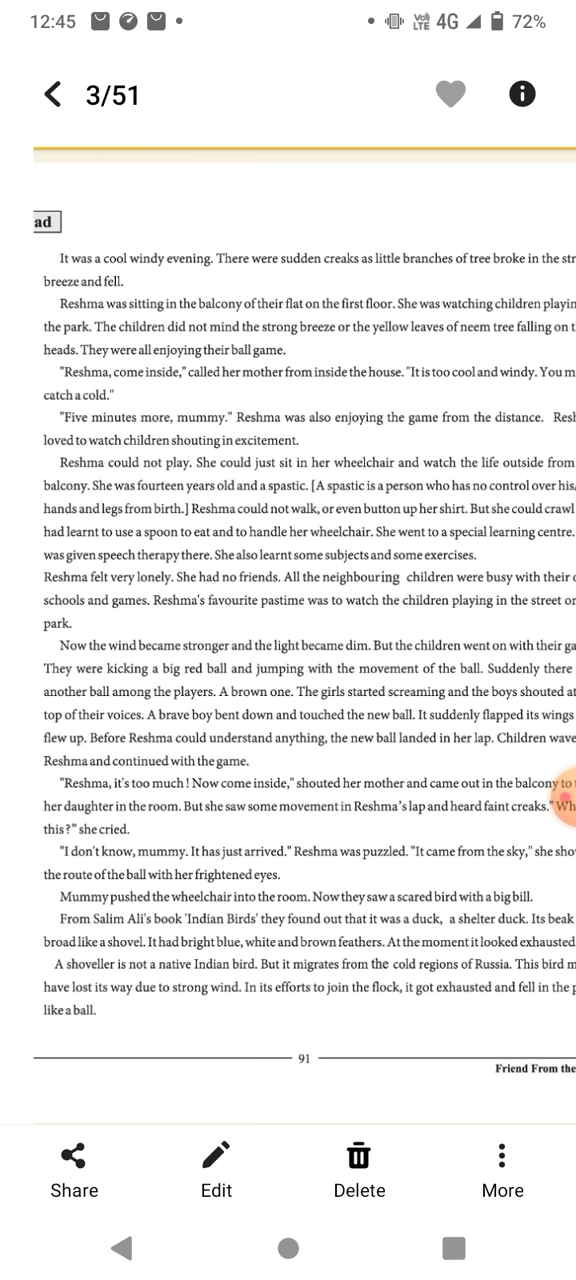 12:45 VoI LTE 4G 72%
3/51
ad
It was a cool windy evening. There were sudden creaks as little branches of tree broke in the str
breeze and fell.
Reshma was sitting in the balcony of their flat on the first floor. She was watching children playin
the park. The children did not mind the strong breeze or the yellow leaves of neem tree falling on t
heads. They were all enjoying their ball game.
"Reshma, come inside," called her mother from inside the house. "It is too cool and windy. You m
catch a cold."
"Five minutes more, mummy." Reshma was also enjoying the game from the distance. Resh
loved to watch children shouting in excitement.
Reshma could not play. She could just sit in her wheelchair and watch the life outside from
balcony. She was fourteen years old and a spastic. [A spastic is a person who has no control over his/
hands and legs from birth.] Reshma could not walk, or even button up her shirt. But she could crawl
had learnt to use a spoon to eat and to handle her wheelchair. She went to a special learning centre.
was given speech therapy there. She also learnt some subjects and some exercises.
Reshma felt very lonely. She had no friends. All the neighbouring children were busy with their o
schools and games. Reshma's favourite pastime was to watch the children playing in the street or
park.
Now the wind became stronger and the light became dim. But the children went on with their ga
They were kicking a big red ball and jumping with the movement of the ball. Suddenly there
another ball among the players. A brown one. The girls started screaming and the boys shouted at
top of their voices. A brave boy bent down and touched the new ball. It suddenly flapped its wings
flew up. Before Reshma could understand anything, the new ball landed in her lap. Children wave
Reshma and continued with the game.
"Reshma, it's too much ! Now come inside," shouted her mother and came out in the balcony to t
her daughter in the room. But she saw some movement in Reshma's lap and heard faint creaks." Wh
this?" she cried.
"I don't know, mummy. It has just arrived." Reshma was puzzled. "It came from the sky," she sho
the route of the ball with her frightened eyes.
Mummy pushed the wheelchair into the room. Now they saw a scared bird with a big bill.
From Salim Ali's book 'Indian Birds' they found out that it was a duck, a shelter duck. Its beak
broad like a shovel. It had bright blue, white and brown feathers. At the moment it looked exhausted
A shoveller is not a native Indian bird. But it migrates from the cold regions of Russia. This bird m
have lost its way due to strong wind. In its efforts to join the flock, it got exhausted and fell in the p
like a ball.
91
Friend From the
Share Edit Delete More